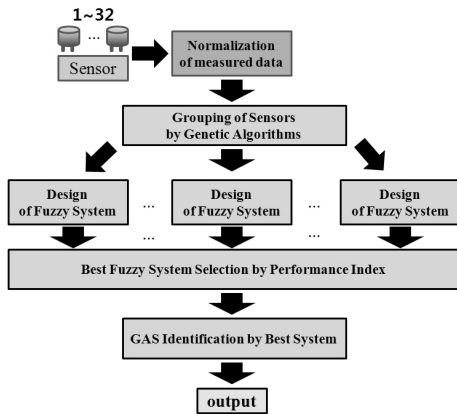 1~32
...
Sensor
Normalization
of measured data
Grouping of Sensors
by Genetic Algorithms
Design
of Fuzzy System
...
Design
of Fuzzy System
...
Design
of Fuzzy System
...
...
Best Fuzzy System Selection by Performance Index
GAS Identification by Best System
output